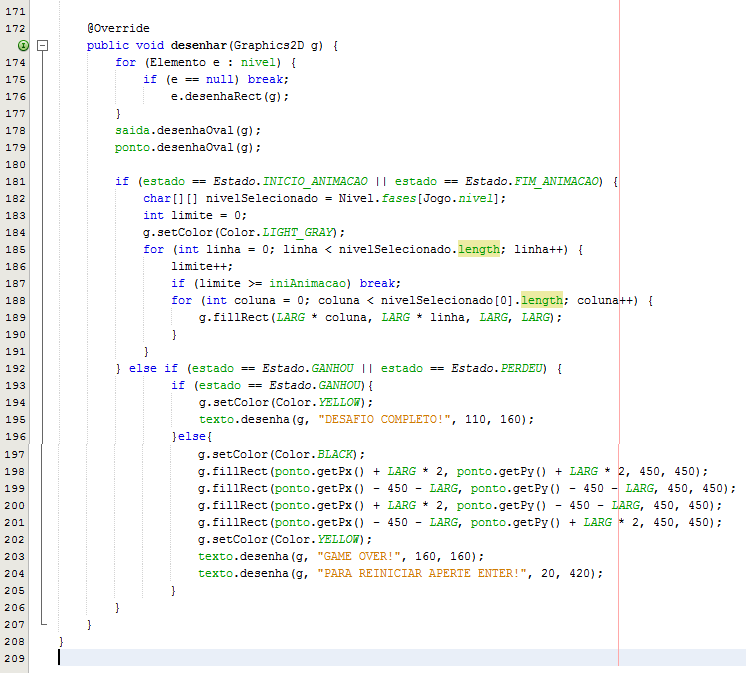 171
172 @Override
public void desenhar(Graphics2D g) {
174 for (Elemento e : nivel) {
175 if (e == null) break;
176 e.desenhaRect(g);
177 }
178 saida.desenhaOval(g);
179 ponto.desenhaOval(g);
180
181 if (estado == Estado.INICIO_ANIMACAO || estado == Estado.FIM_ANIMACAO) {
182 char[][] nivelSelecionado = Nivel.fases[Jogo.nivel];
183 int limite = 0;
184 g.setColor(Color.LIGHT_GRAY);
185 for (int linha = 0; linha < nivelSelecionado.length; linha++) {
186 limite++;
187 if (limite >= iniAnimacao) break;
188 for (int coluna = 0; coluna < nivelSelecionado[0].length; coluna++) {
189 g.fillRect(LARG * coluna, LARG * linha, LARG, LARG);
190 }
191 }
192 } else if (estado == Estado.GANHOU || estado == Estado.PERDEU) {
193 if (estado == Estado.GANHOU){
194 g.setColor(Color.YELLOW);
195 texto.desenha(g, "DESAFIO COMPLETO!", 110, 160);
196 }else{
197 g.setColor(Color.BLACK);
198 g.fillRect(ponto.getPx() + LARG * 2, ponto.getPy() + LARG * 2, 450, 450);
199 g.fillRect(ponto.getPx() - 450 - LARG, ponto.getPy() - 450 - LARG, 450, 450);
200 g.fillRect(ponto.getPx() + LARG * 2, ponto.getPy() - 450 - LARG, 450, 450);
201 g.fillRect(ponto.getPx() - 450 - LARG, ponto.getPy() + LARG * 2, 450, 450);
202 g.setColor(Color.YELLOW);
203 texto.desenha(g, "GAME OVER!", 160, 160);
204 texto.desenha(g, "PARA REINICIAR APERTE ENTER!", 20, 420);
205 }
206 }
207 }
208 }
209